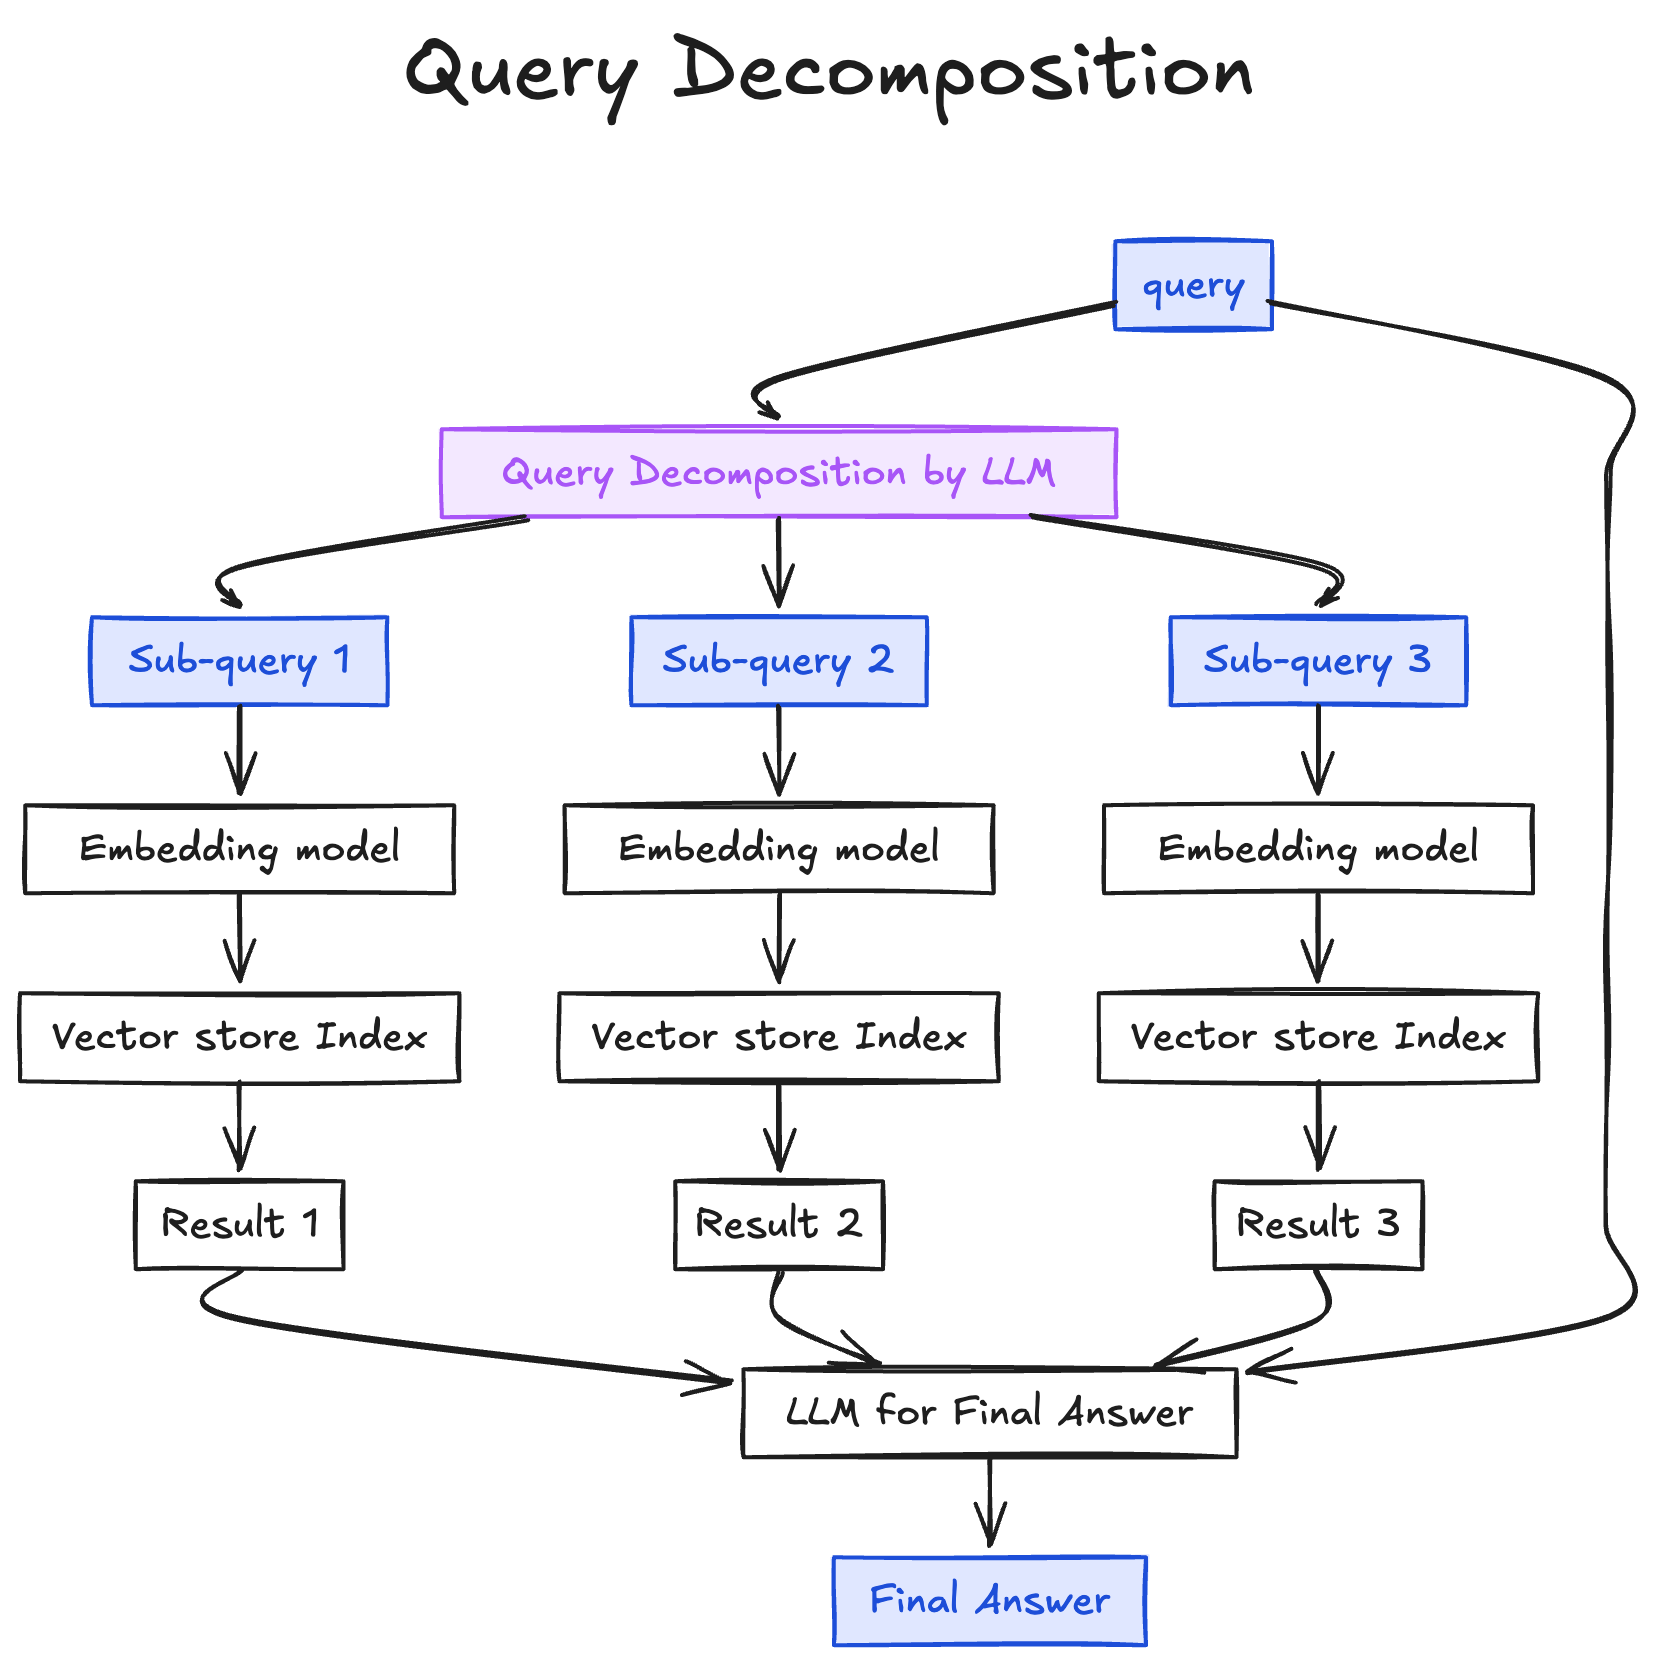 Query Decomposition
query
Query Decomposition by LLM
Sub-query 1
Sub-query 2
Sub-query 3
Embedding model
Embedding model
Embedding model
Vector store Index
Vector store Index
Vector store Index
Result 1
Result 2
Result 3
LLM for Final Answer
Final Answer